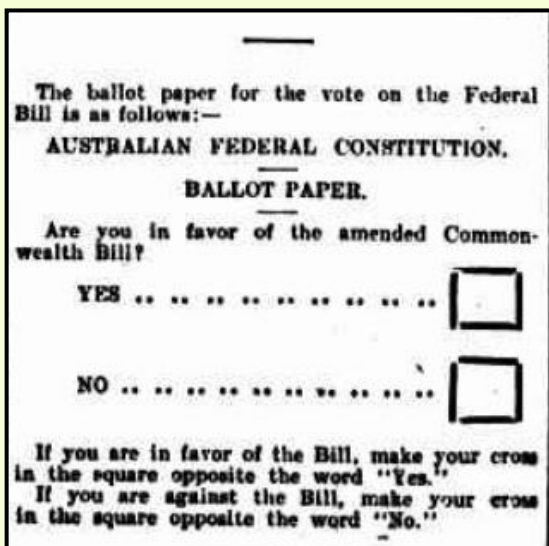 The ballot paper for the vote on the Federal
Bill is as follows:—
AUSTRALIAN FEDERAL CONSTITUTION.
BALLOT PAPER.
Are you in favor of the amended Common-
wealth Bill?
YES .. .. .. .. .. .. .. .. ..
NO .. .. .. .. .. .. .. .. .. ..
If you are in favor of the Bill, make your cross
in the square opposite the word "Yes."
If you are against the Bill, make your cross
in the square opposite the word "No."